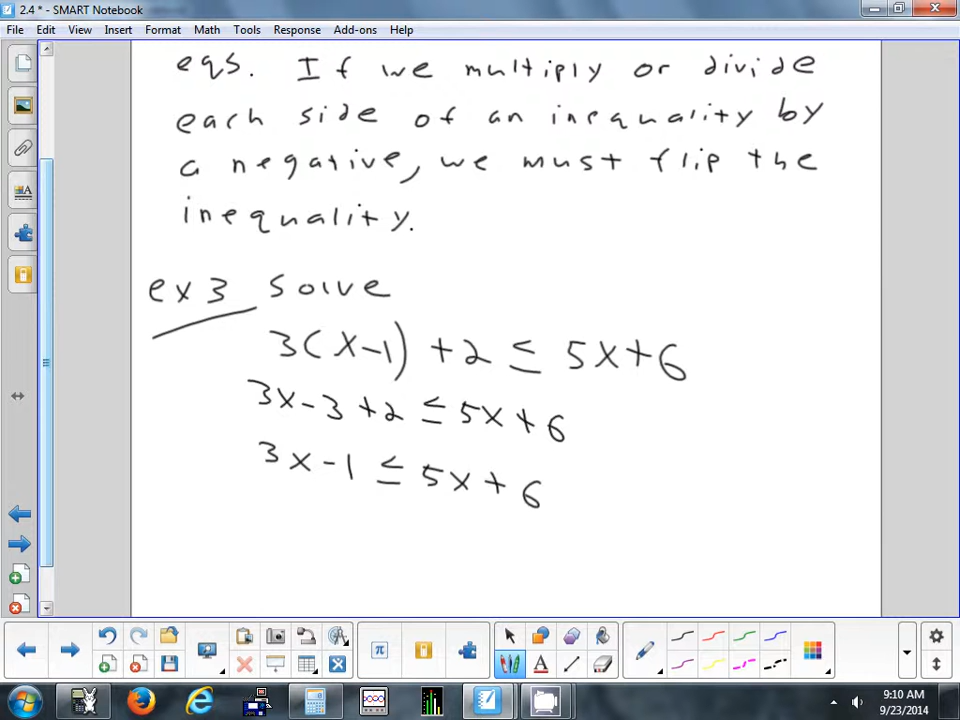 2.4 * - SMART Notebook
File Edit View Insert Format Math Tools Response Add-ons Help
eqs. If we multiply or divide
each side of an inequality by
a negative, we must flip the
inequality.
ex 3 Solve
3(x-1) +2 ≤ 5x+6
3x-3+2 ≤ 5x+6
3x-1 ≤ 5x+6
9:10 AM
9/23/2014